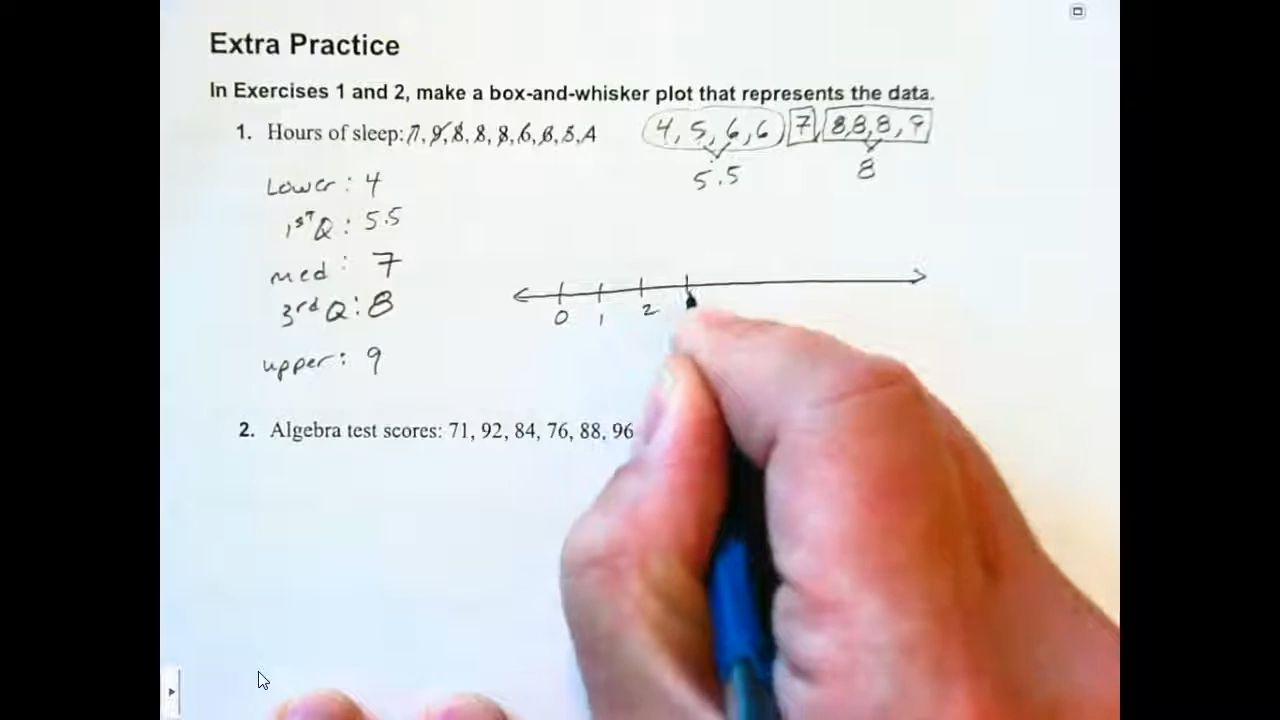 Extra Practice
In Exercises 1 and 2, make a box-and-whisker plot that represents the data.
1. Hours of sleep: 7, 9, 8, 8, 8, 6, 6, 5, 4
4, 5, 6, 6 7 8, 8, 8, 9
5.5 8
Lower: 4
1st Q: 5.5
med: 7
3rd Q: 8
upper: 9
0 1 2
2. Algebra test scores: 71, 92, 84, 76, 88, 96